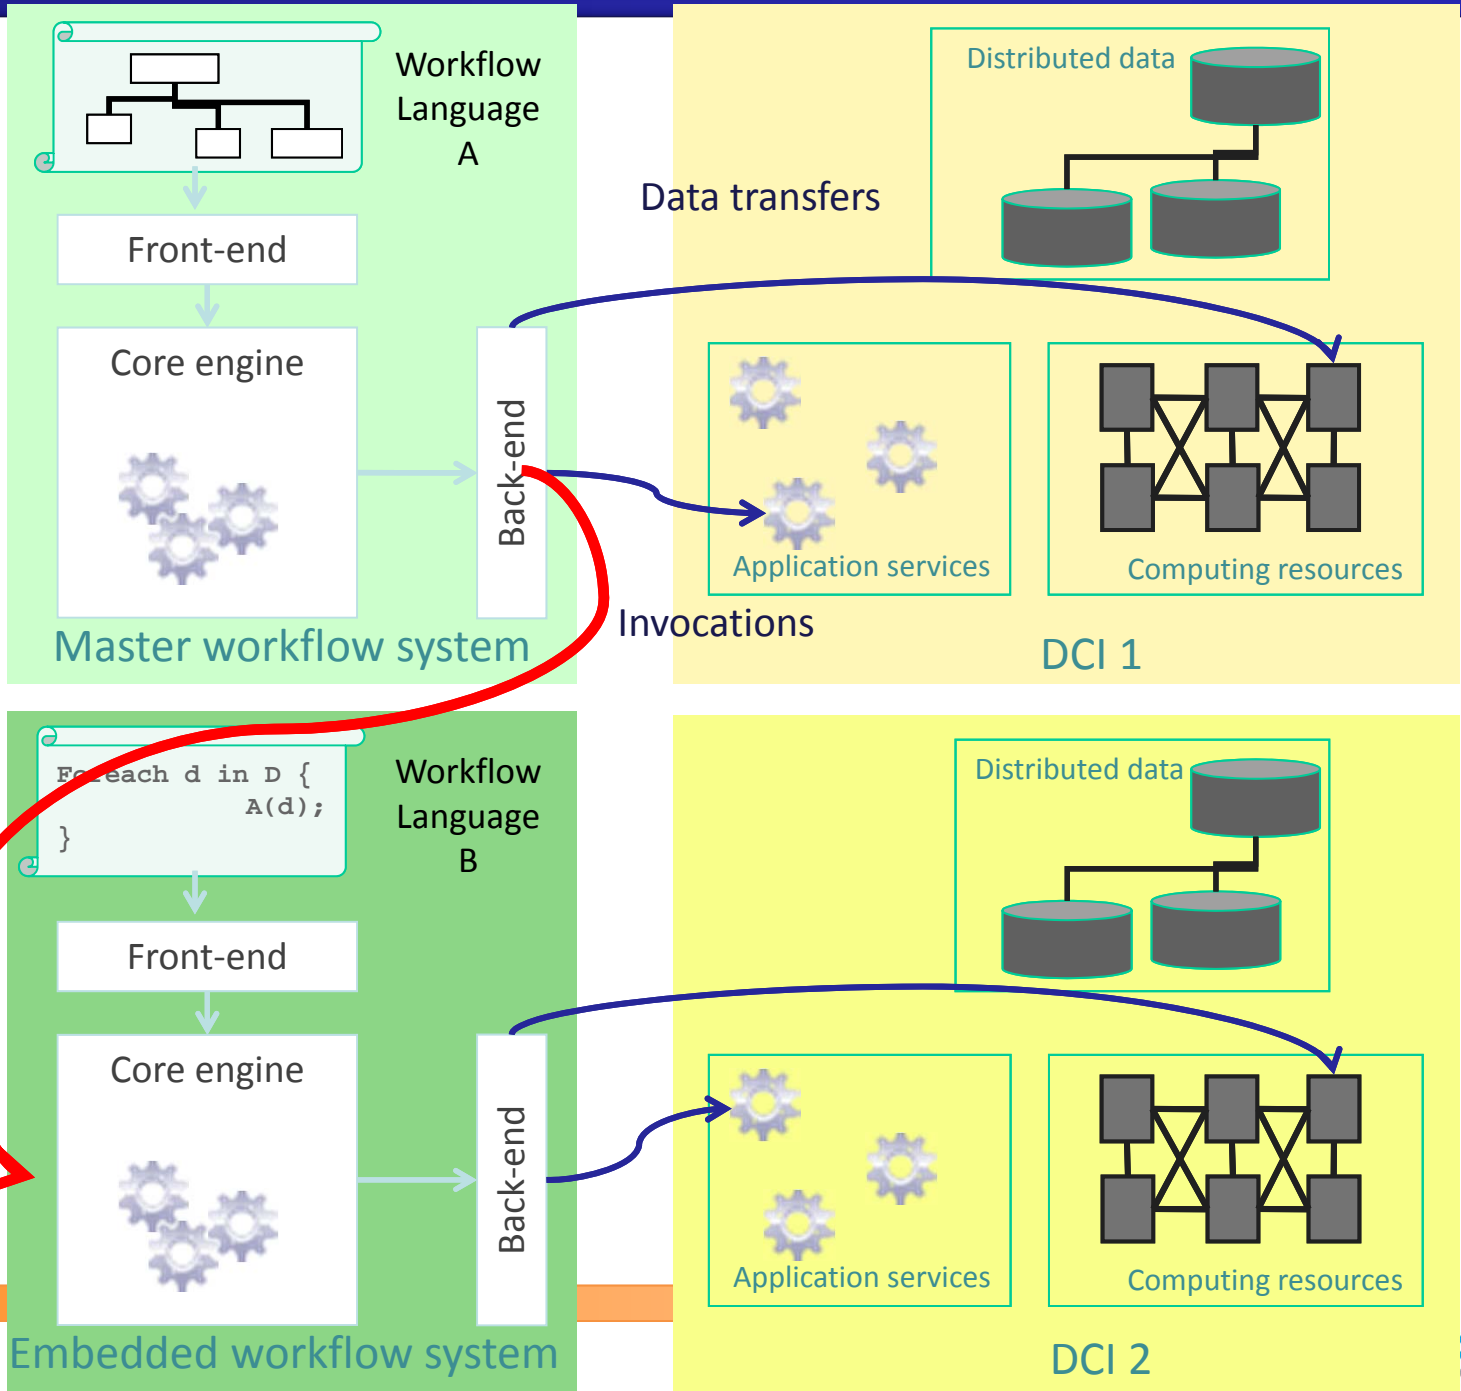 Workflow
Language
A
Front-end
Core engine
Back-end
Master workflow system
Data transfers
Invocations
Distributed data
Application services
Computing resources
DCI 1
Foreach d in D {
A(d);
}
Workflow
Language
B
Front-end
Core engine
Back-end
Embedded workflow system
Distributed data
Application services
Computing resources
DCI 2